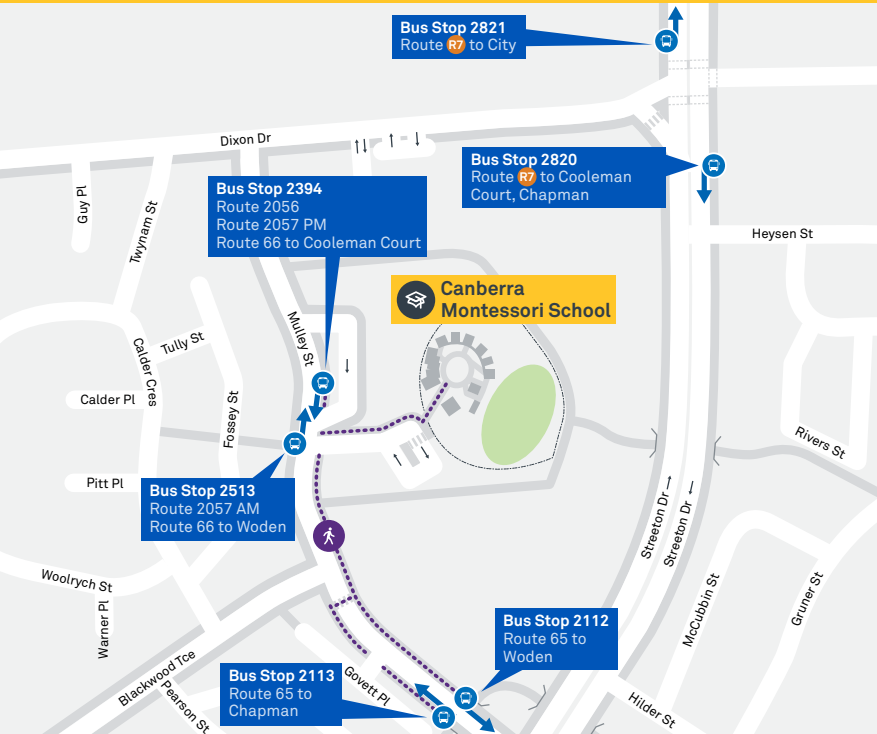 Bus Stop 2821
Route R7 to City
Dixon Dr
Bus Stop 2820
Route R7 to Cooleman
Court, Chapman
Bus Stop 2394
Route 2056
Route 2057 PM
Route 66 to Cooleman Court
Guy Pl
Twynam St
Heysen St
Canberra
Montessori School
Mulley St
Tully St
Calder Cres
Calder Pl
Fossey St
Rivers St
Pitt Pl
Bus Stop 2513
Route 2057 AM
Route 66 to Woden
Streeton Dr
Streeton Dr
Woolrych St
Warner Pl
McCubbin St
Gruner St
Bus Stop 2112
Route 65 to
Woden
Blackwood Tce
Pearson St
Bus Stop 2113
Route 65 to
Chapman
Govett Pl
Hilder St